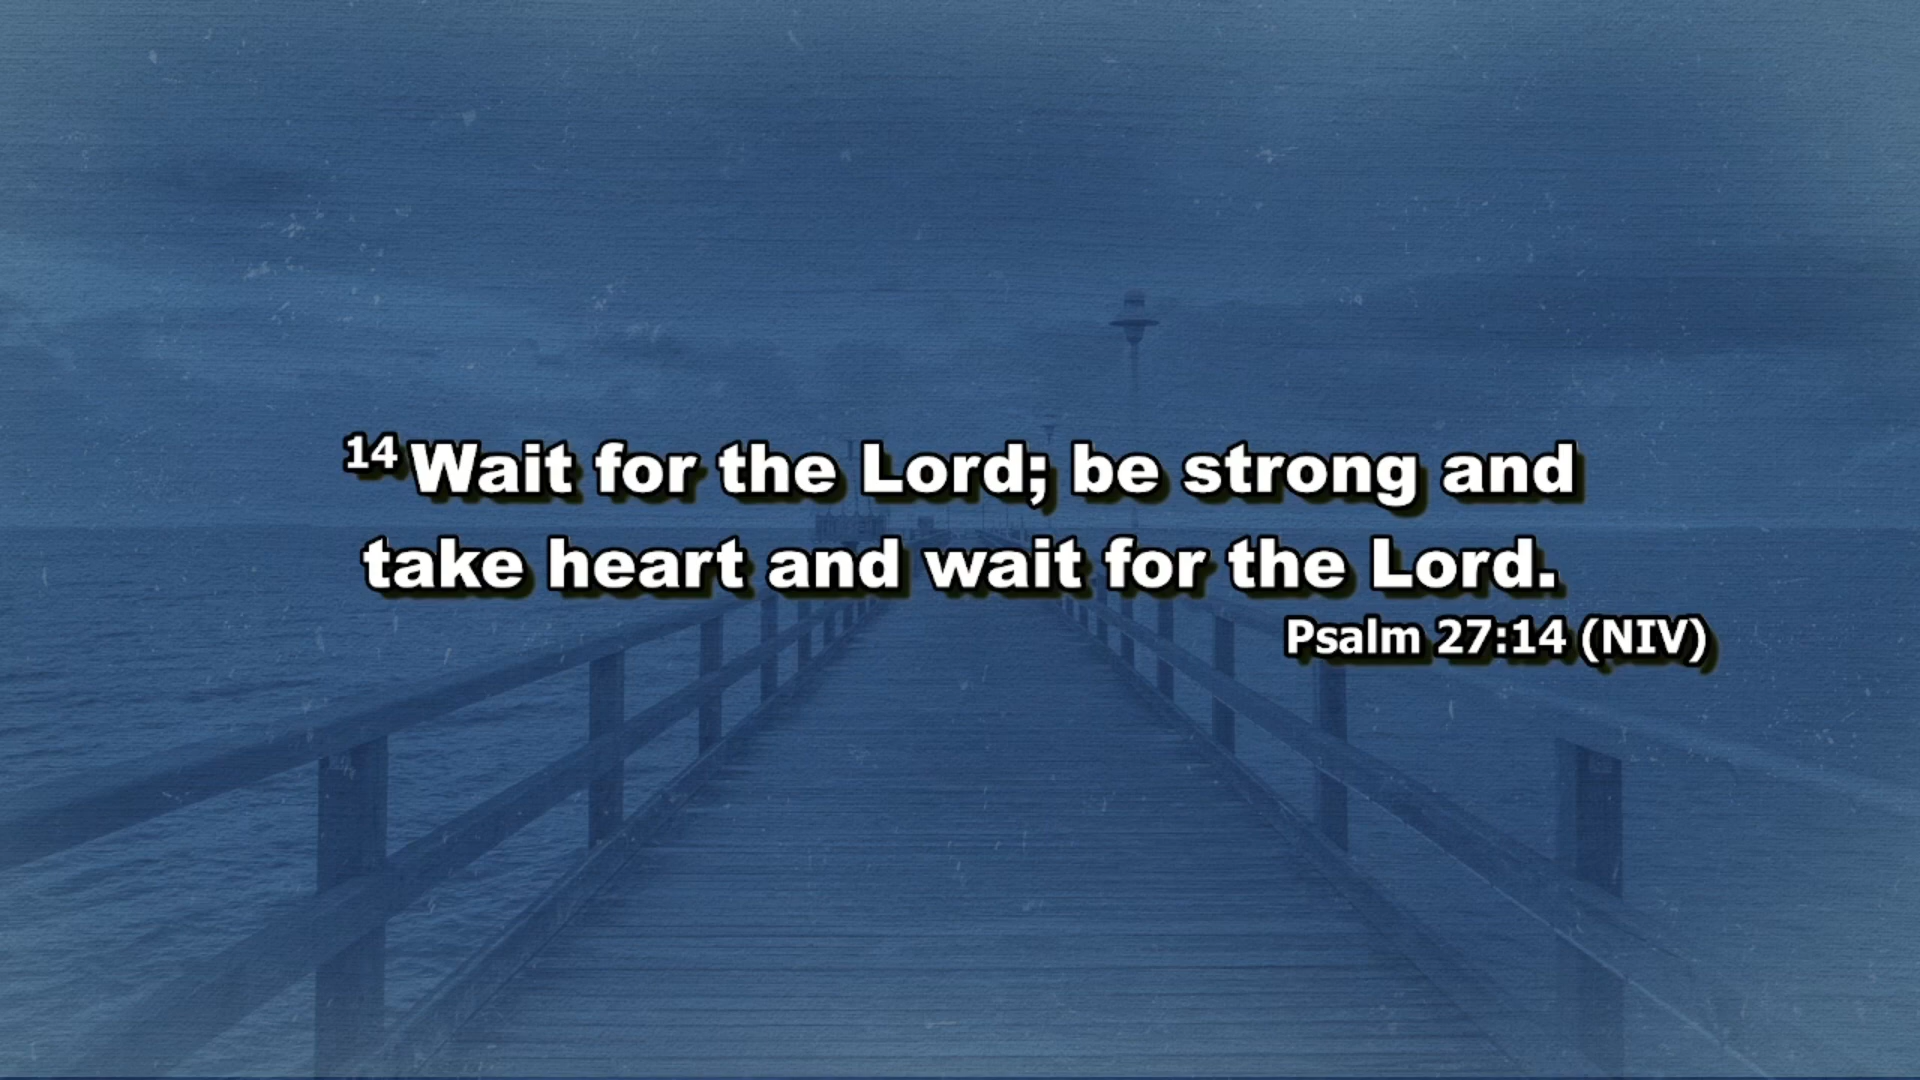 14 Wait for the Lord; be strong and
take heart and wait for the Lord.
Psalm 27:14 (NIV)